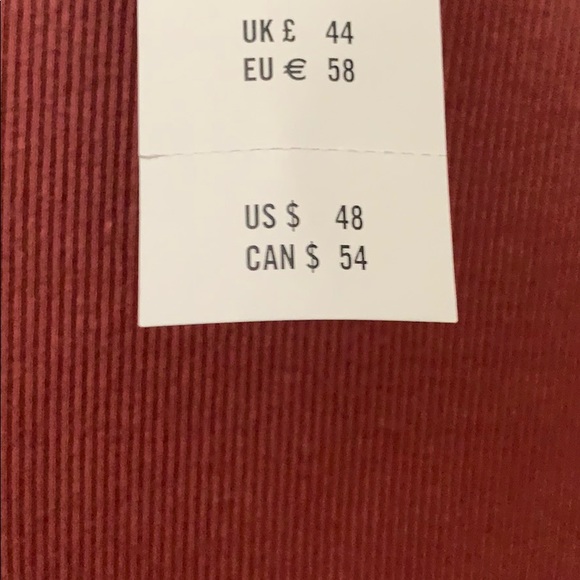 UK £ 44
EU € 58
US $ 48
CAN $ 54